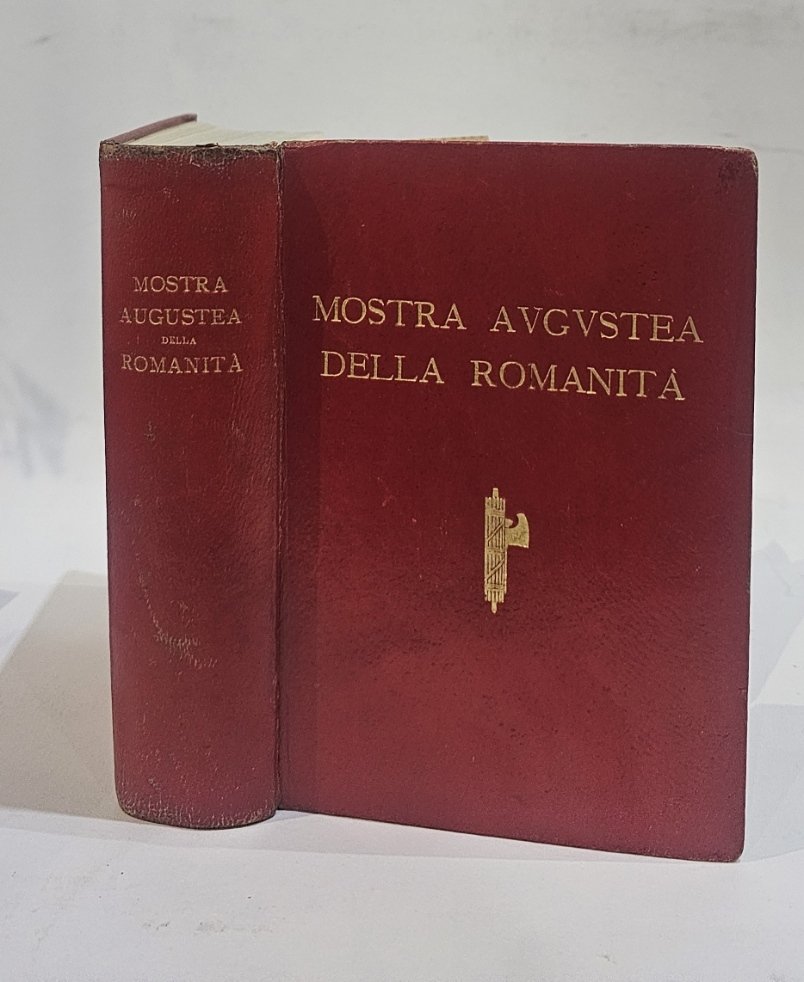 MOSTRA
AUGUSTEA
DELLA
ROMANITÀ
MOSTRA AVGVSTEA
DELLA ROMANITÀ